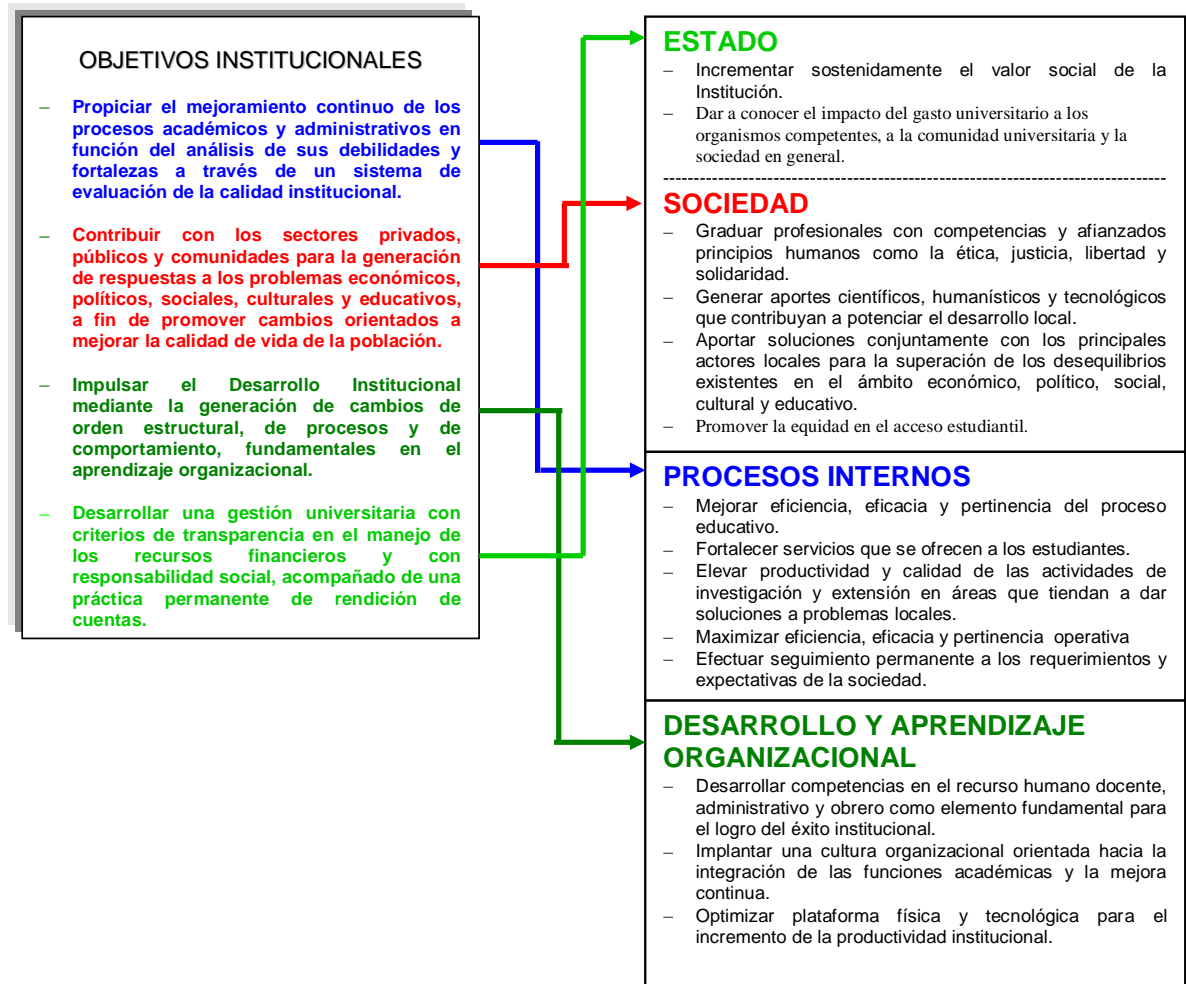 OBJETIVOS INSTITUCIONALES
– Propiciar el mejoramiento continuo de los
procesos académicos y administrativos en
función del análisis de sus debilidades y
fortalezas a través de un sistema de
evaluación de la calidad institucional.
– Contribuir con los sectores privados,
públicos y comunidades para la generación
de respuestas a los problemas económicos,
políticos, sociales, culturales y educativos,
a fin de promover cambios orientados a
mejorar la calidad de vida de la población.
– Impulsar el Desarrollo Institucional
mediante la generación de cambios de
orden estructural, de procesos y de
comportamiento, fundamentales en el
aprendizaje organizacional.
– Desarrollar una gestión universitaria con
criterios de transparencia en el manejo de
los recursos financieros y con
responsabilidad social, acompañado de una
práctica permanente de rendición de
cuentas.
ESTADO
– Incrementar sostenidamente el valor social de la
Institución.
– Dar a conocer el impacto del gasto universitario a los
organismos competentes, a la comunidad universitaria y la
sociedad en general.
SOCIEDAD
– Graduar profesionales con competencias y afianzados
principios humanos como la ética, justicia, libertad y
solidaridad.
– Generar aportes científicos, humanísticos y tecnológicos
que contribuyan a potenciar el desarrollo local.
– Aportar soluciones conjuntamente con los principales
actores locales para la superación de los desequilibrios
existentes en el ámbito económico, político, social,
cultural y educativo.
– Promover la equidad en el acceso estudiantil.
PROCESOS INTERNOS
– Mejorar eficiencia, eficacia y pertinencia del proceso
educativo.
– Fortalecer servicios que se ofrecen a los estudiantes.
– Elevar productividad y calidad de las actividades de
investigación y extensión en áreas que tiendan a dar
soluciones a problemas locales.
– Maximizar eficiencia, eficacia y pertinencia operativa
– Efectuar seguimiento permanente a los requerimientos y
expectativas de la sociedad.
DESARROLLO Y APRENDIZAJE
ORGANIZACIONAL
– Desarrollar competencias en el recurso humano docente,
administrativo y obrero como elemento fundamental para
el logro del éxito institucional.
– Implantar una cultura organizacional orientada hacia la
integración de las funciones académicas y la mejora
continua.
– Optimizar plataforma física y tecnológica para el
incremento de la productividad institucional.